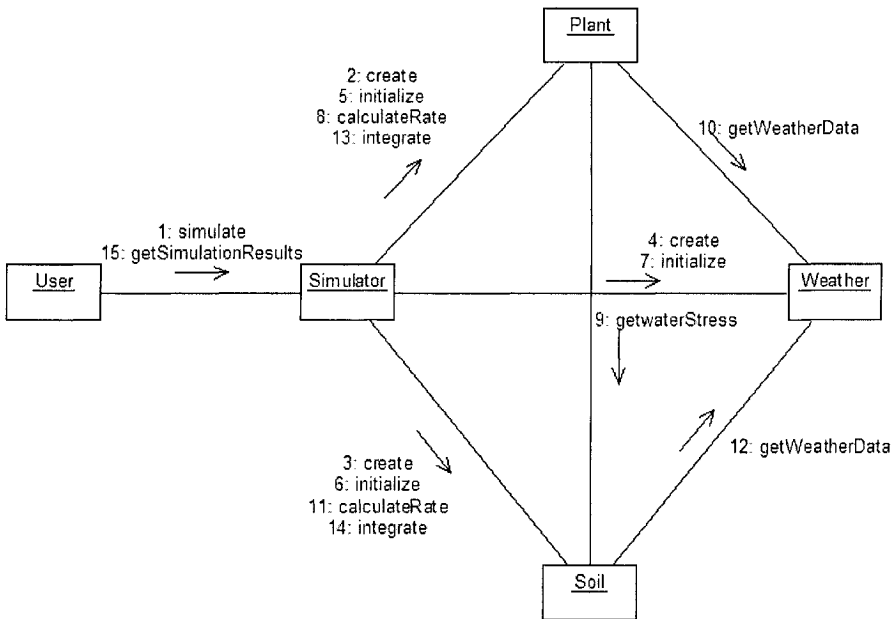 Plant
2: create
5: initialize
8: calculateRate
13: integrate
10: getWeatherData
1: simulate
15: getSimulationResults
4: create
7: initialize
User
Simulator
Weather
9: getwaterStress
12: getWeatherData
3: create
6: initialize
11: calculateRate
14: integrate
Soil